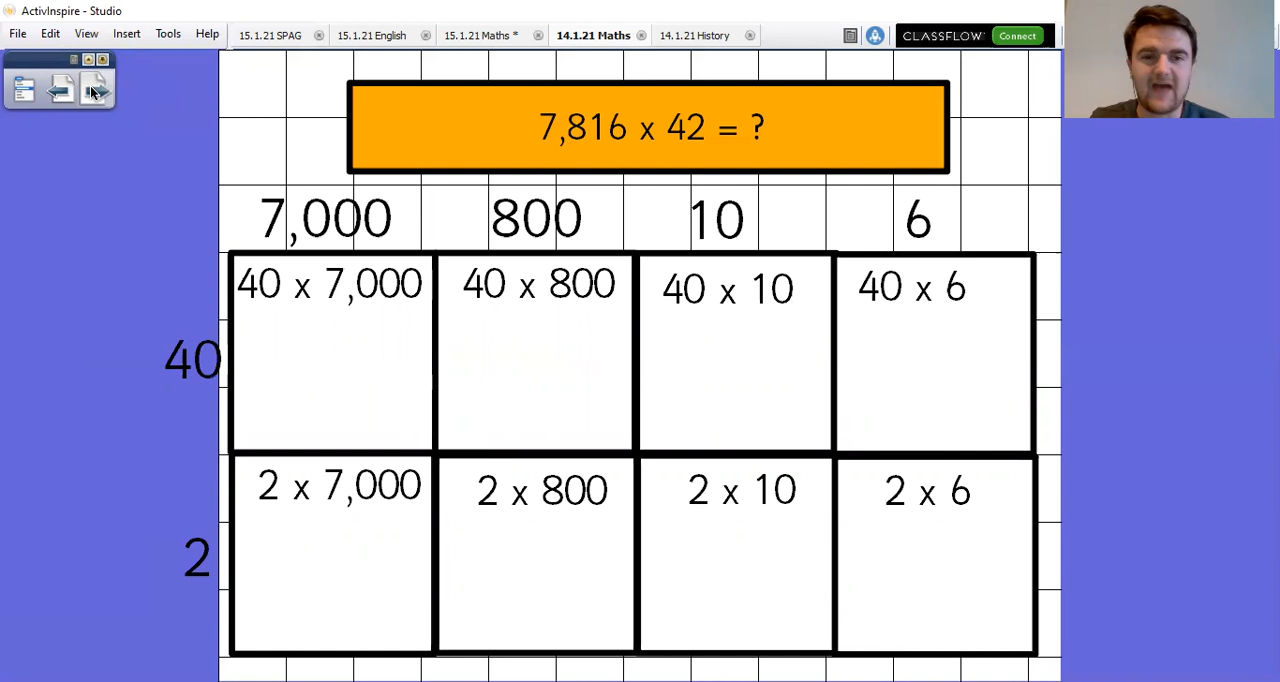 ActivInspire - Studio
File Edit View Insert Tools Help
15.1.21 SPAG 15.1.21 English 15.1.21 Maths * 14.1.21 Maths 14.1.21 History CLASSFLOW Connect
7,816 x 42 = ?
7,000 800 10 6
40 x 7,000 40 x 800 40 x 10 40 x 6
40
2 x 7,000 2 x 800 2 x 10 2 x 6
2